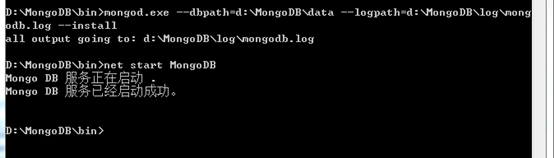 D:\MongoDB\bin>mongod.exe --dbpath=d:\MongoDB\data --logpath=d:\MongoDB\log\mong
odb.log --install
all output going to: d:\MongoDB\log\mongodb.log
D:\MongoDB\bin>net start MongoDB
Mongo DB 服务正在启动 .
Mongo DB 服务已经启动成功。
D:\MongoDB\bin>